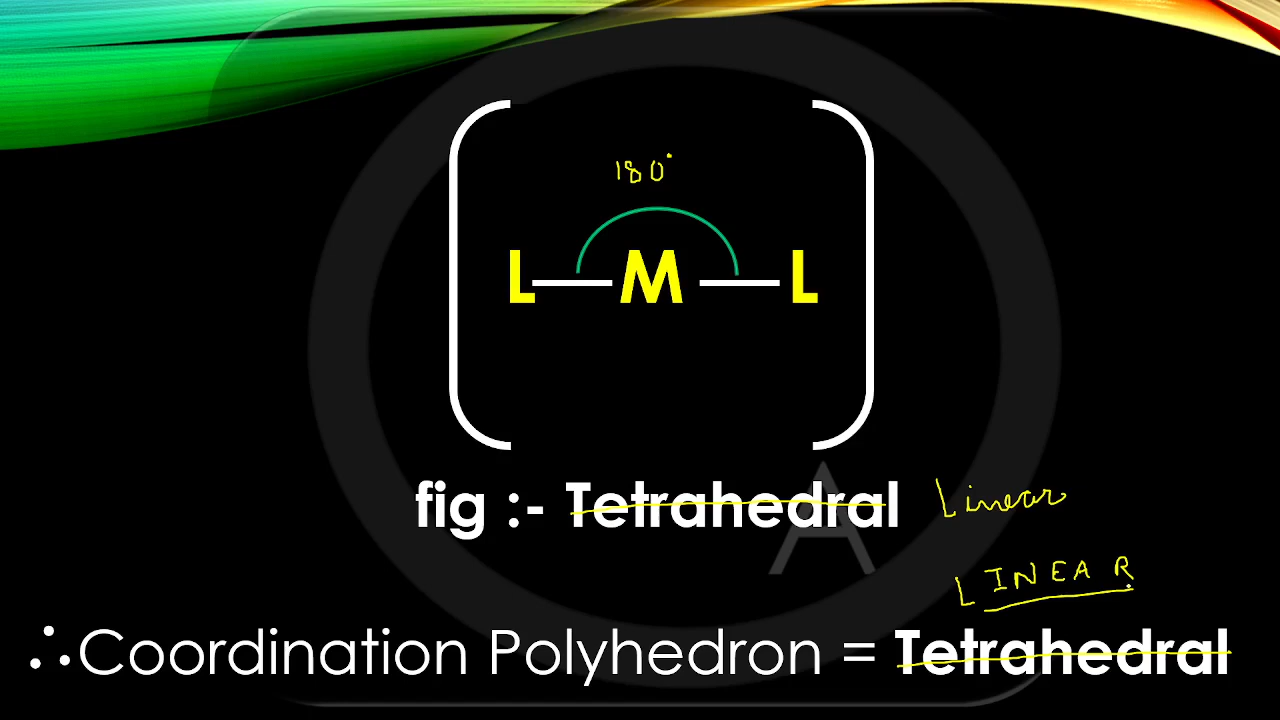 180°
L M L
fig :- Tetrahedral Linear
LINEAR
∴Coordination Polyhedron = Tetrahedral
A